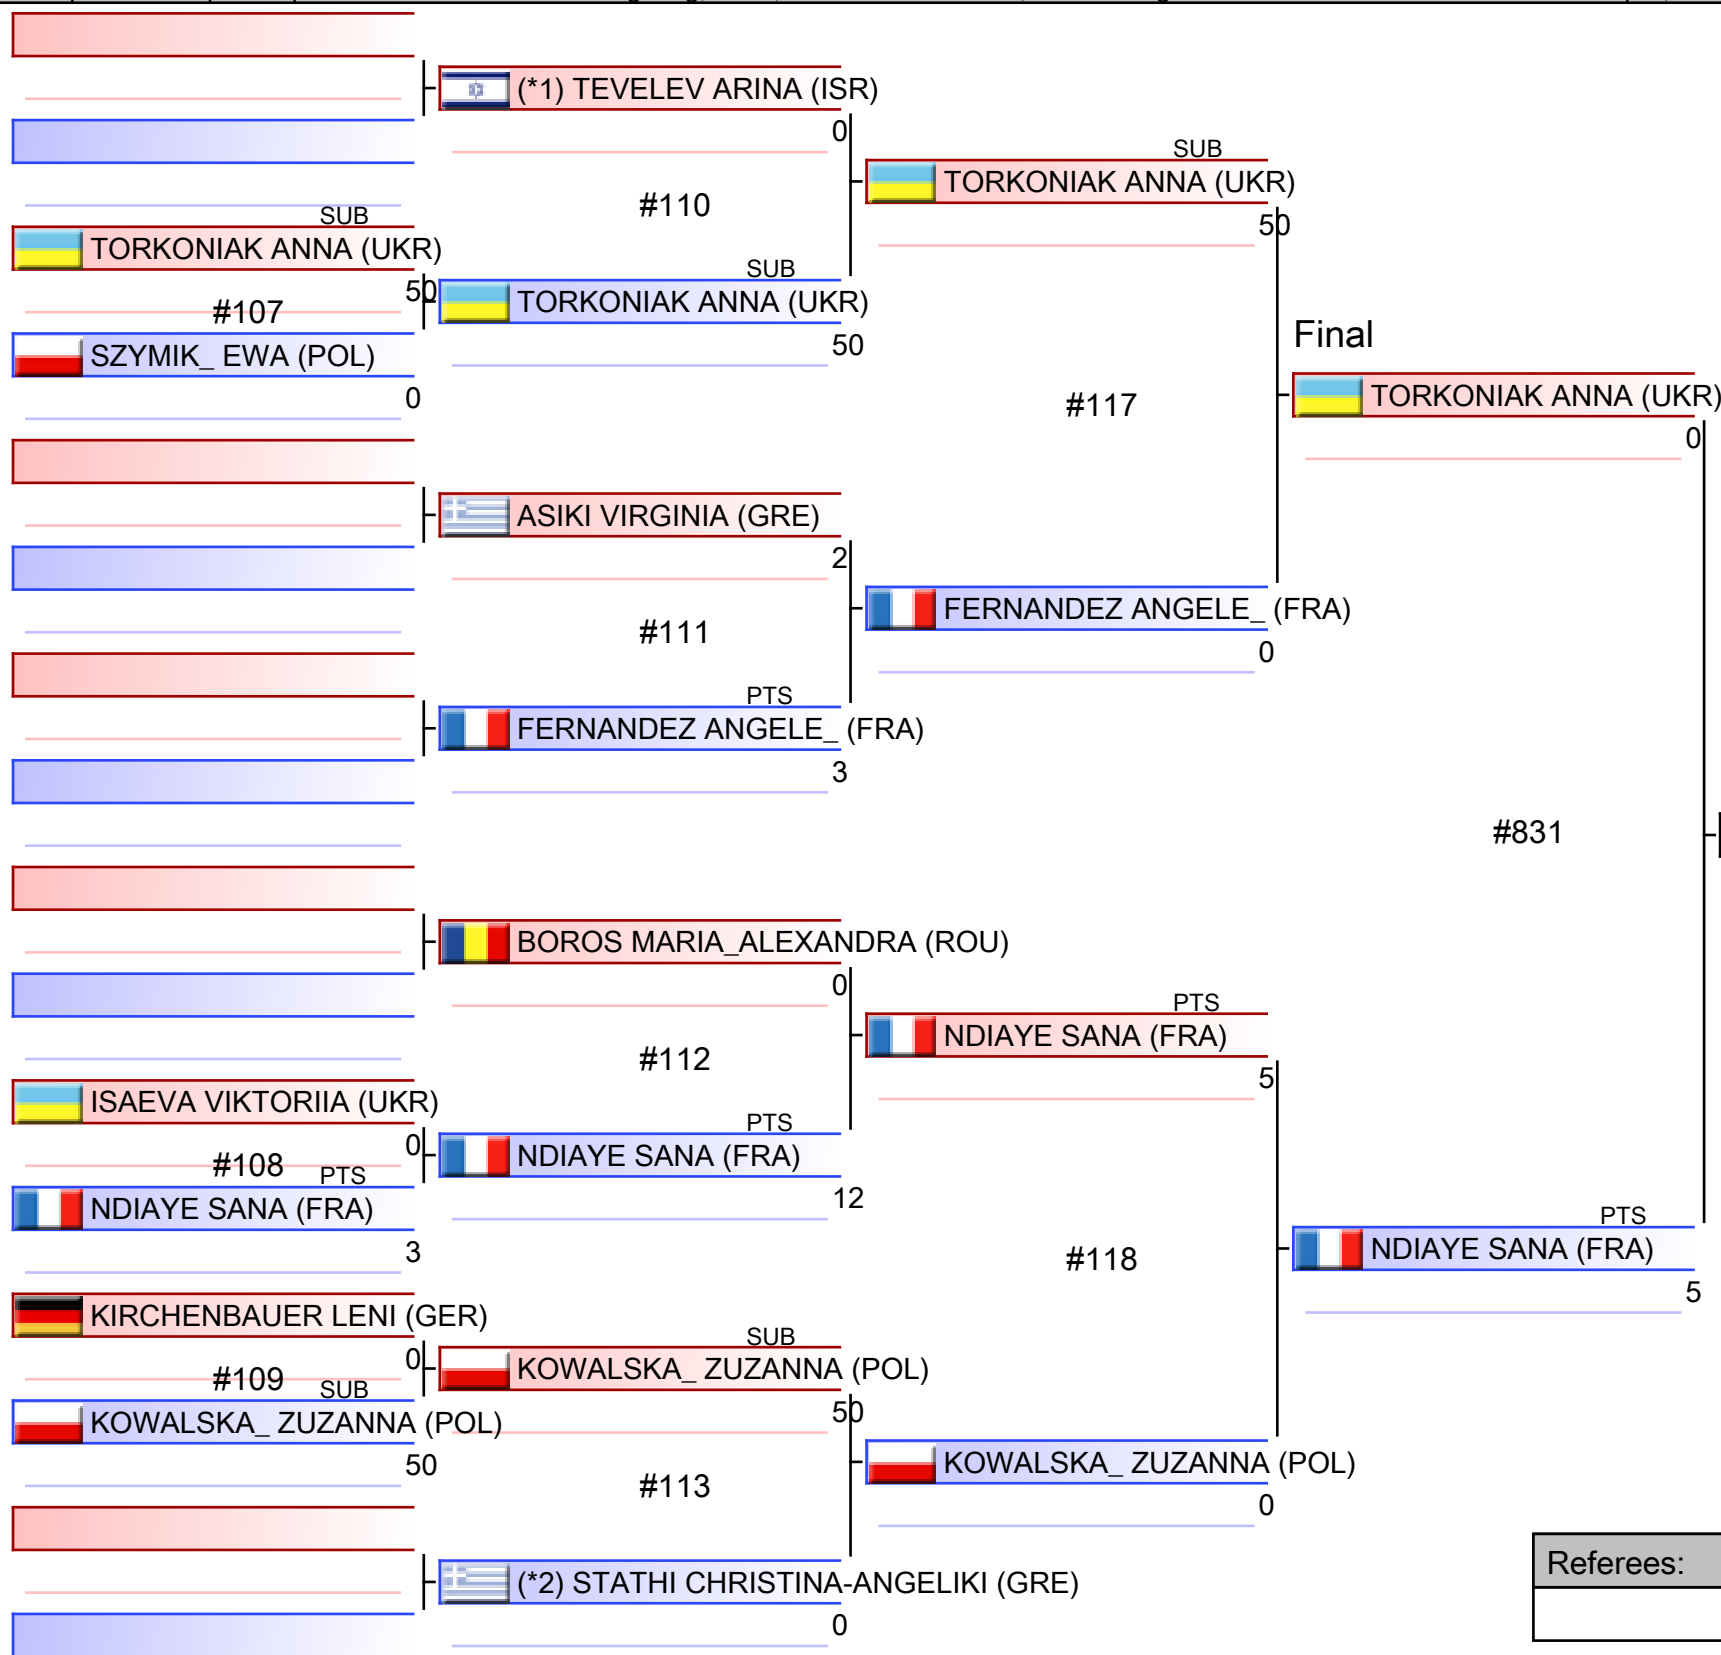 (*1) TEVELEV ARINA (ISR)
0
SUB
TORKONIAK ANNA (UKR)
50
#110
SUB
TORKONIAK ANNA (UKR)
50
#107
SUB
TORKONIAK ANNA (UKR)
50
SZYMIK_ EWA (POL)
0
Final
#117
TORKONIAK ANNA (UKR)
0
ASIKI VIRGINIA (GRE)
2
FERNANDEZ ANGELE_ (FRA)
0
#111
PTS
FERNANDEZ ANGELE_ (FRA)
3
#831
BOROS MARIA_ALEXANDRA (ROU)
0
PTS
NDIAYE SANA (FRA)
5
#112
ISAEVA VIKTORIIA (UKR)
0
PTS
NDIAYE SANA (FRA)
12
#108
PTS
NDIAYE SANA (FRA)
3
#118
PTS
NDIAYE SANA (FRA)
5
KIRCHENBAUER LENI (GER)
0
SUB
KOWALSKA_ ZUZANNA (POL)
50
#109
SUB
KOWALSKA_ ZUZANNA (POL)
50
KOWALSKA_ ZUZANNA (POL)
0
#113
(*2) STATHI CHRISTINA-ANGELIKI (GRE)
0
Referees: